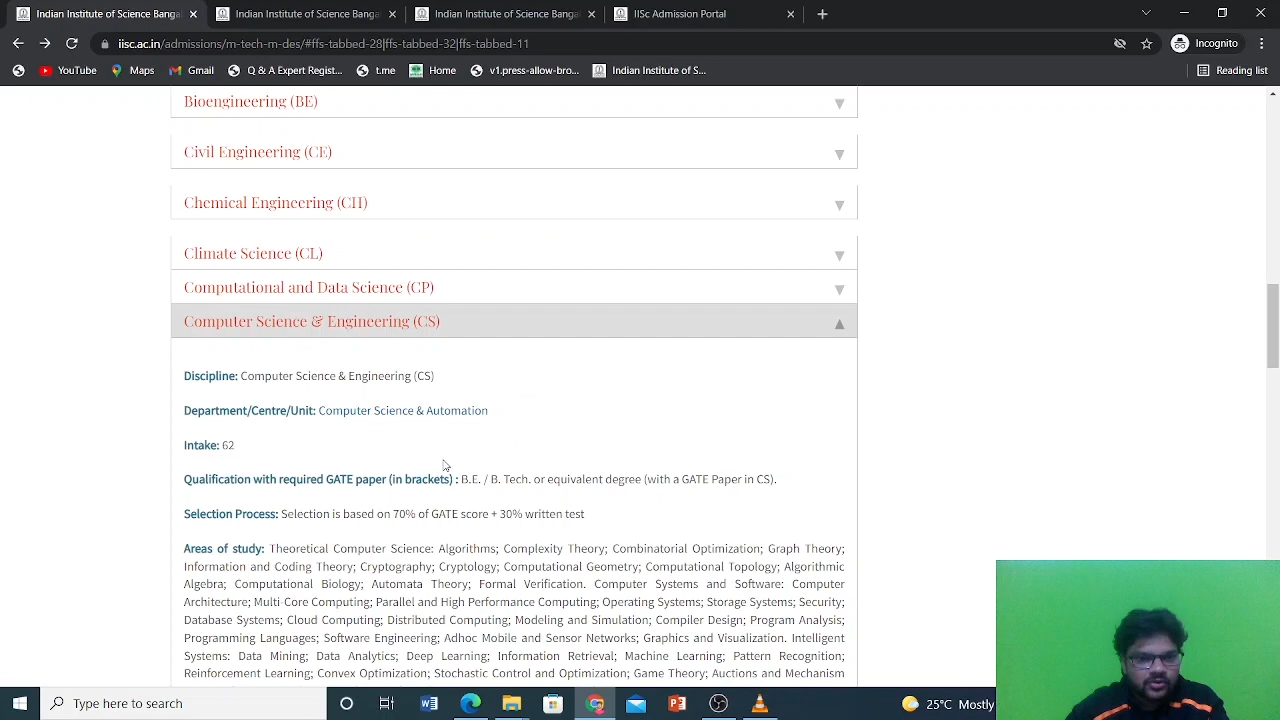 Indian Institute of Science Bangal
Indian Institute of Science Bangal
Indian Institute of Science Bangal
IISc Admission Portal
iisc.ac.in/admissions/m-tech-m-des/#ffs-tabbed-28|ffs-tabbed-32|ffs-tabbed-11
Incognito
YouTube
Maps
Gmail
Q & A Expert Regist...
t.me
Home
v1.press-allow-bro...
Indian Institute of S...
Reading list
Bioengineering (BE)
Civil Engineering (CE)
Chemical Engineering (CH)
Climate Science (CL)
Computational and Data Science (CP)
Computer Science & Engineering (CS)
Discipline: Computer Science & Engineering (CS)
Department/Centre/Unit: Computer Science & Automation
Intake: 62
Qualification with required GATE paper (in brackets) : B.E. / B. Tech. or equivalent degree (with a GATE Paper in CS).
Selection Process: Selection is based on 70% of GATE score + 30% written test
Areas of study: Theoretical Computer Science: Algorithms; Complexity Theory; Combinatorial Optimization; Graph Theory;
Information and Coding Theory; Cryptography; Cryptology; Computational Geometry; Computational Topology; Algorithmic
Algebra; Computational Biology; Automata Theory; Formal Verification. Computer Systems and Software: Computer
Architecture; Multi-Core Computing; Parallel and High Performance Computing; Operating Systems; Storage Systems; Security;
Database Systems; Cloud Computing; Distributed Computing; Modeling and Simulation; Compiler Design; Program Analysis;
Programming Languages; Software Engineering; Adhoc Mobile and Sensor Networks; Graphics and Visualization. Intelligent
Systems: Data Mining; Data Analytics; Deep Learning; Information Retrieval; Machine Learning; Pattern Recognition;
Reinforcement Learning; Convex Optimization; Stochastic Control and Optimization; Game Theory; Auctions and Mechanism
Type here to search
25°C Mostly